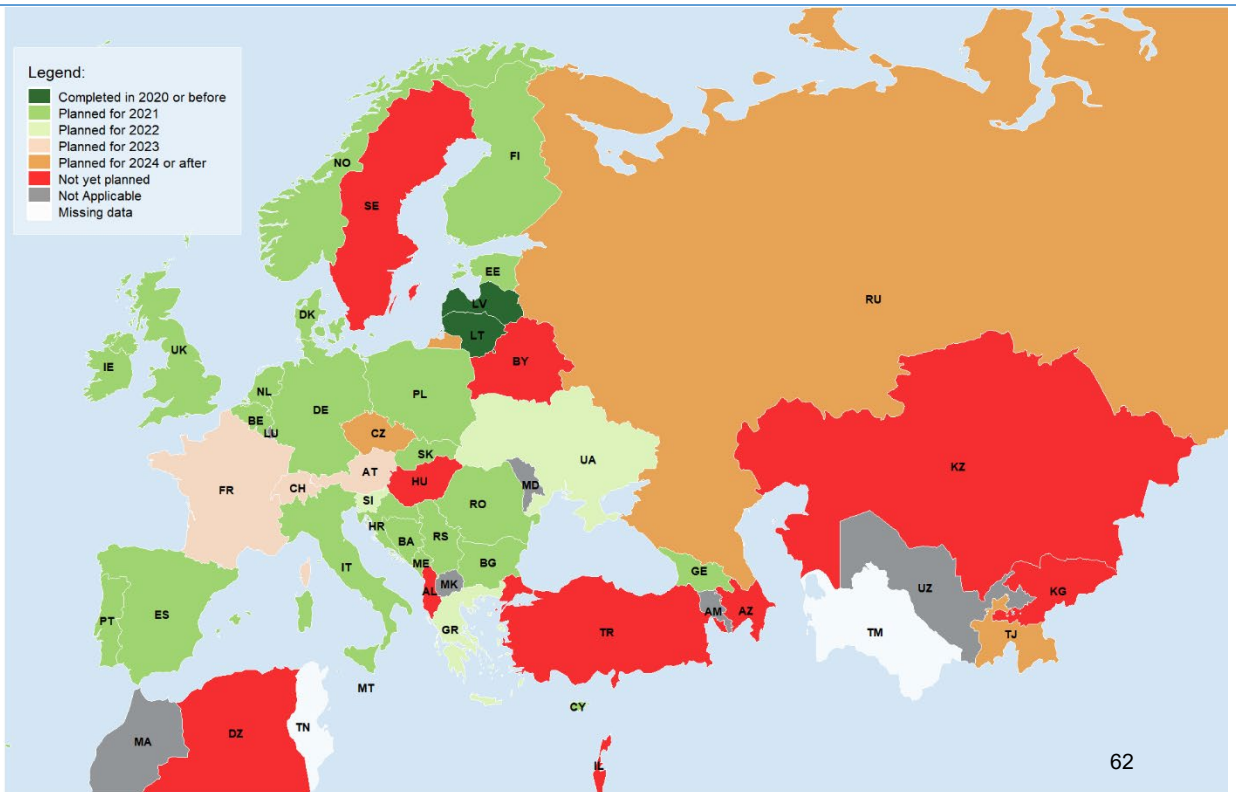 Legend:
Completed in 2020 or before
Planned for 2021
Planned for 2022
Planned for 2023
Planned for 2024 or after
Not yet planned
Not Applicable
Missing data
NO
FI
SE
EE
RU
LV
DK
LT
UK
BY
IE
NL
PL
DE
BE
LU
CZ
UA
SK
KZ
AT
MD
HU
FR
CH
SI
RO
HR
RS
BA
IT
BG
ME
GE
MK
UZ
AL
KG
AM
AZ
ES
PT
TR
GR
TJ
TM
MT
CY
TN
DZ
MA
IL
62